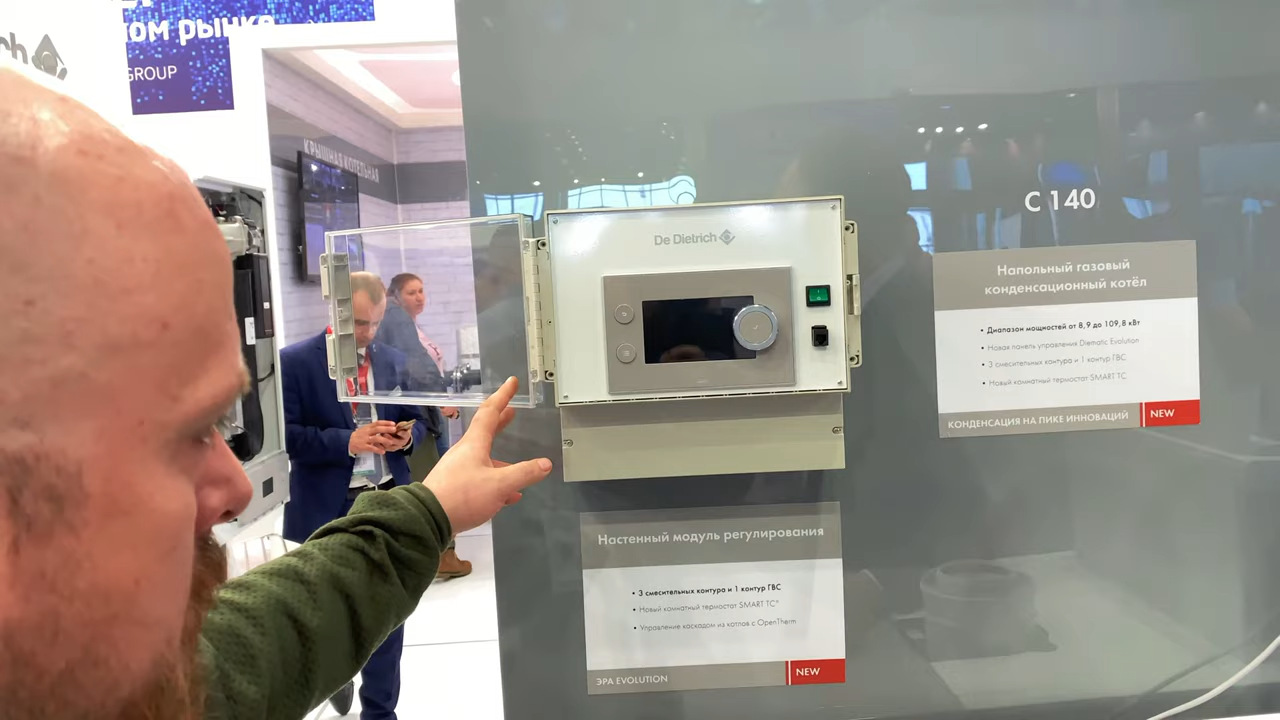 ом рынке
ch
GROUP
КРЫШНАЯ КОТЕЛЬНАЯ
De Dietrich
C 140
Напольный газовый
конденсационный котёл
• Диапазон мощностей от 8,9 до 109,8 кВт
• Новая панель управления Diematic Evolution
• 3 смесительных контура и 1 контур ГВС
• Новый комнатный термостат SMART TC
КОНДЕНСАЦИЯ НА ПИКЕ ИННОВАЦИЙ
NEW
Настенный модуль регулирования
• 3 смесительных контура и 1 контур ГВС
• Новый комнатный термостат SMART TC°
• Управление каскадом из котлов с OpenTherm
ЭРА EVOLUTION
NEW